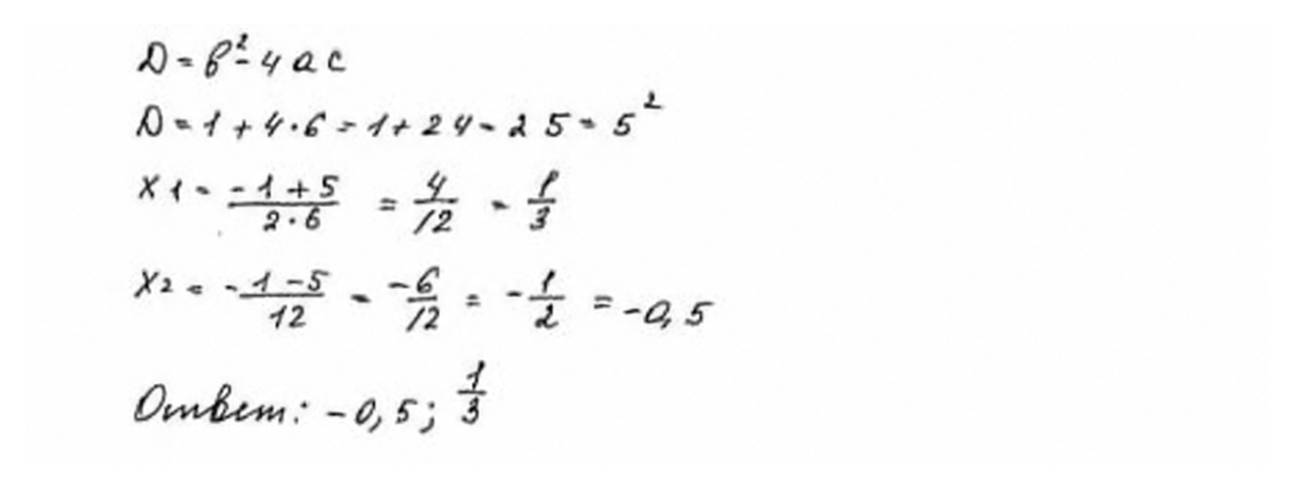 D = b² - 4ac
D = 1 + 4·6 = 1 + 24 = 25 = 5²
x1 = (-1 + 5)/(2·6) = 4/12 = 1/3
x2 = (-1 - 5)/12 = -6/12 = -1/2 = -0,5
Ответ: -0,5; 1/3